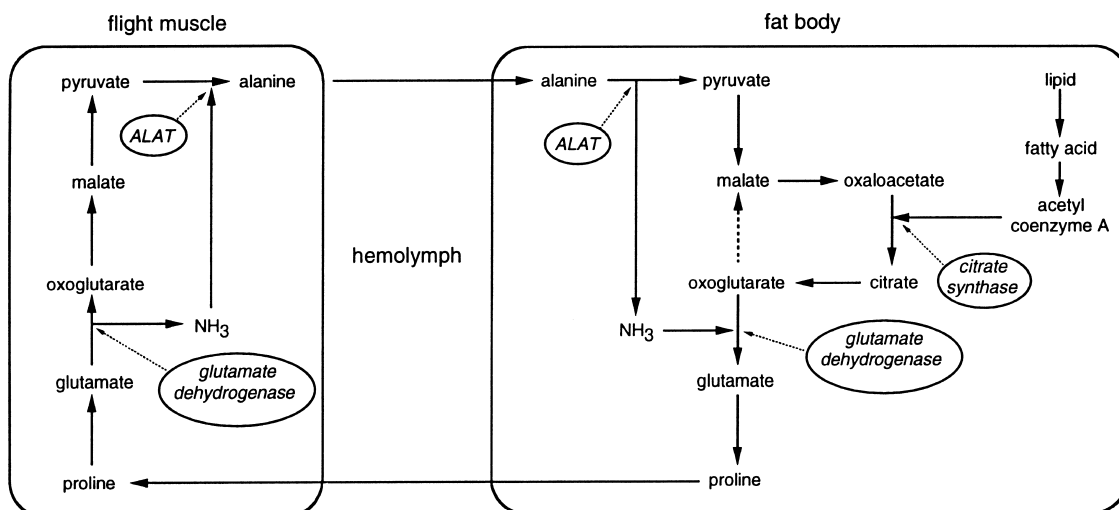 flight muscle
fat body
pyruvate
alanine
ALAT
malate
oxoglutarate
NH3
glutamate
glutamate
dehydrogenase
proline
hemolymph
alanine
pyruvate
lipid
ALAT
fatty acid
malate
oxaloacetate
acetyl
coenzyme A
oxoglutarate
citrate
citrate
synthase
NH3
glutamate
dehydrogenase
glutamate
proline